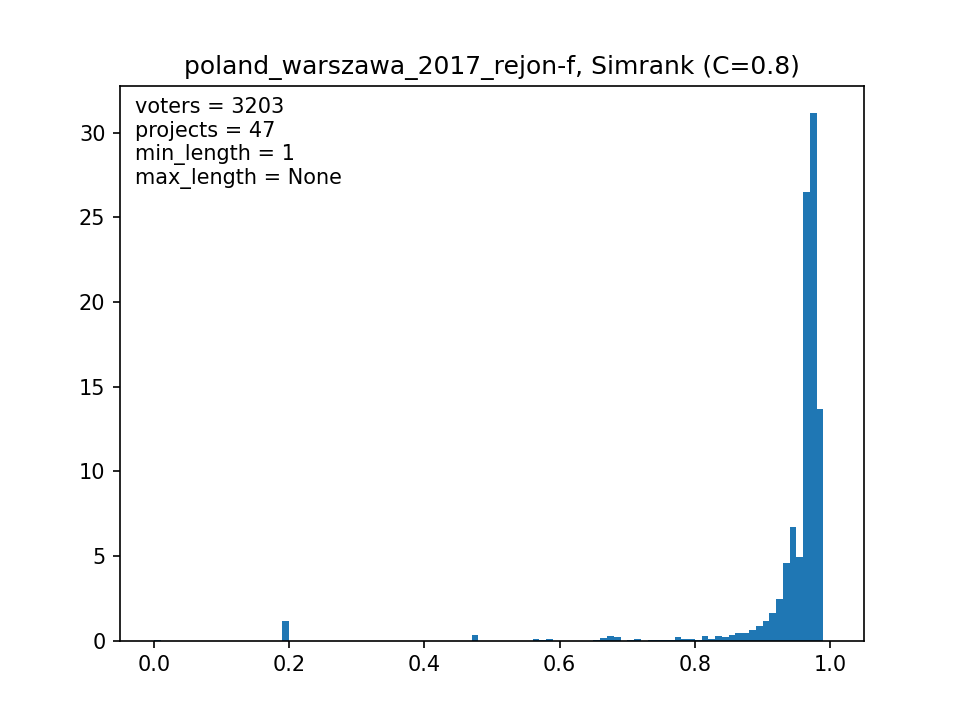 poland_warszawa_2017_rejon-f, Simrank (C=0.8)
voters = 3203
projects = 47
min_length = 1
max_length = None
30
25
20
15
10
5
0
0.0 0.2 0.4 0.6 0.8 1.0